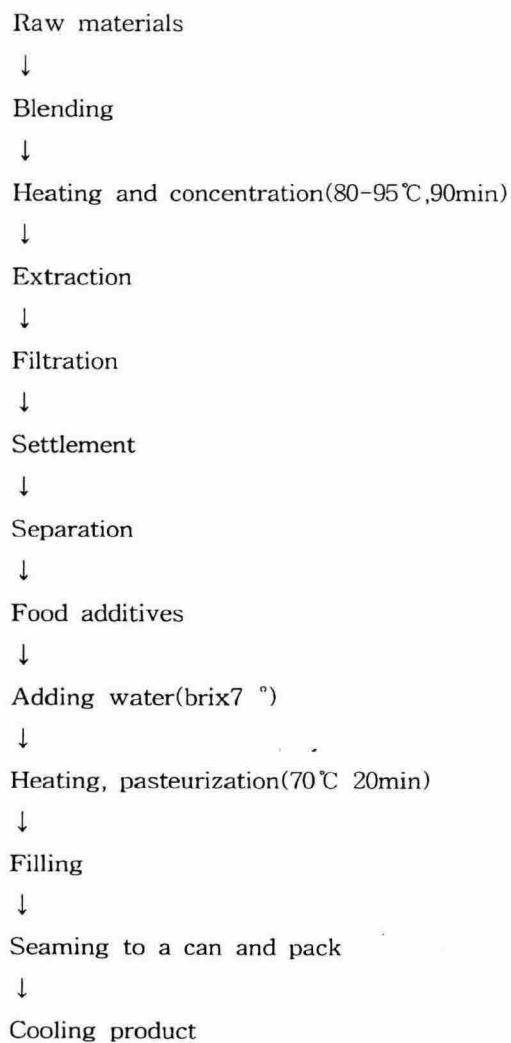 Raw materials
↓
Blending
↓
Heating and concentration(80-95℃,90min)
↓
Extraction
↓
Filtration
↓
Settlement
↓
Separation
↓
Food additives
↓
Adding water(brix7 °)
↓
Heating, pasteurization(70℃ 20min)
↓
Filling
↓
Seaming to a can and pack
↓
Cooling product